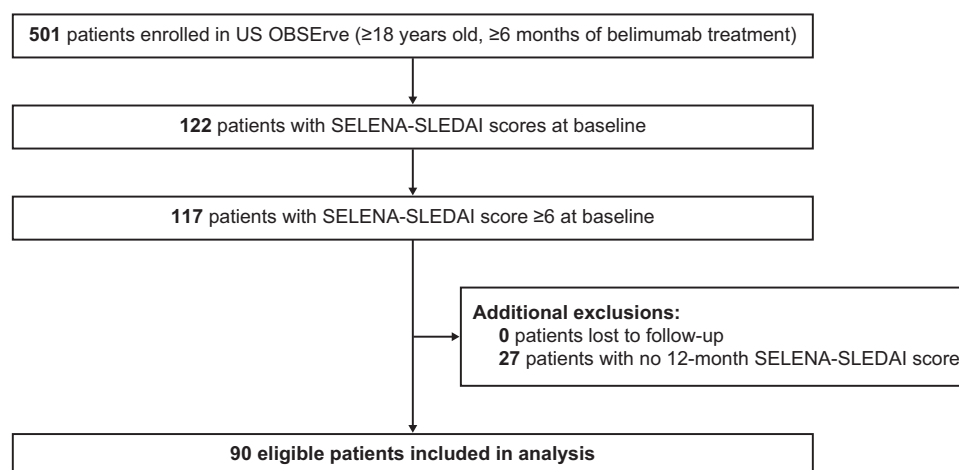 501 patients enrolled in US OBSErve (≥18 years old, ≥6 months of belimumab treatment)
122 patients with SELENA-SLEDAI scores at baseline
117 patients with SELENA-SLEDAI score ≥6 at baseline
Additional exclusions:
0 patients lost to follow-up
27 patients with no 12-month SELENA-SLEDAI score
90 eligible patients included in analysis